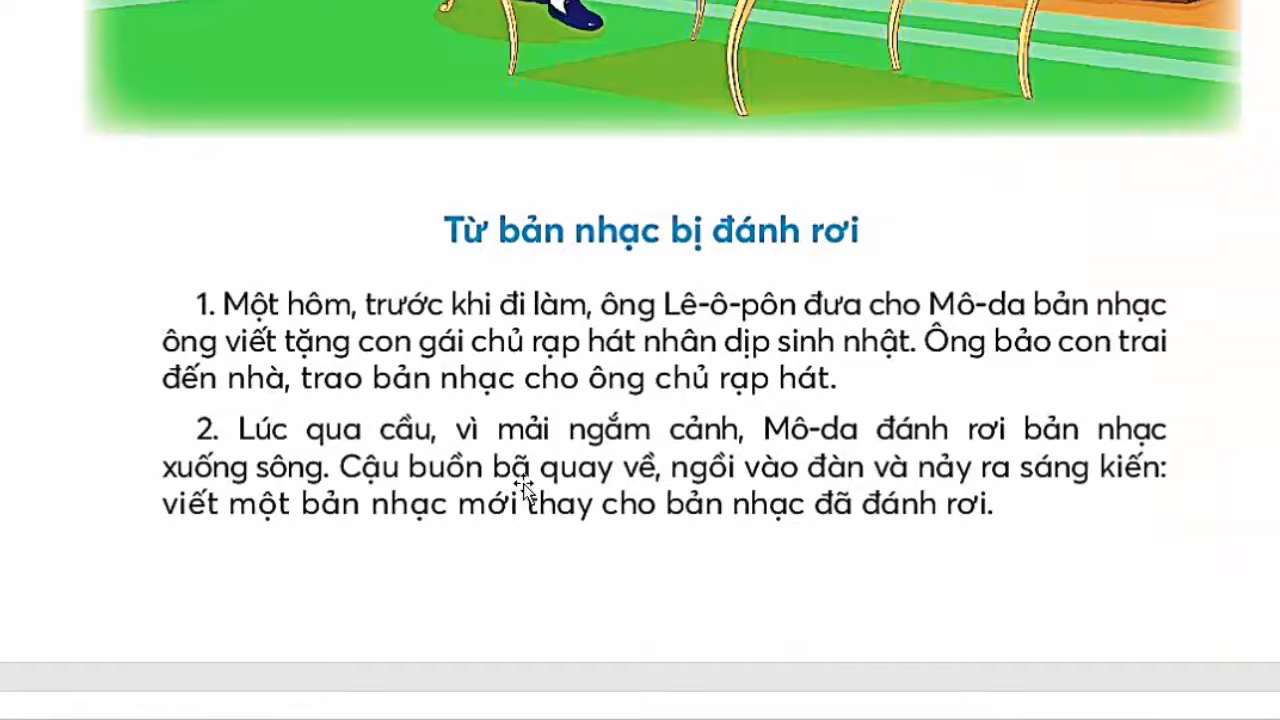 Từ bản nhạc bị đánh rơi
1. Một hôm, trước khi đi làm, ông Lê-ô-pôn đưa cho Mô-da bản nhạc
ông viết tặng con gái chủ rạp hát nhân dịp sinh nhật. Ông bảo con trai
đến nhà, trao bản nhạc cho ông chủ rạp hát.
2. Lúc qua cầu, vì mải ngắm cảnh, Mô-da đánh rơi bản nhạc
xuống sông. Cậu buồn bã quay về, ngồi vào đàn và nảy ra sáng kiến:
viết một bản nhạc mới thay cho bản nhạc đã đánh rơi.